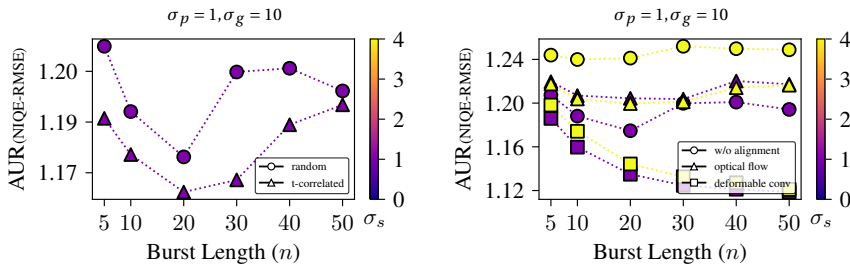 σp = 1, σg = 10
AUR (NIQE-RMSE)
1.20
1.19
1.17
random
t-correlated
5 10 20 30 40 50
Burst Length (n)
4
3
2
1
0
σs
σp = 1, σg = 10
AUR (NIQE-RMSE)
1.24
1.20
1.16
1.12
w/o alignment
optical flow
deformable conv
5 10 20 30 40 50
Burst Length (n)
4
3
2
1
0
σs